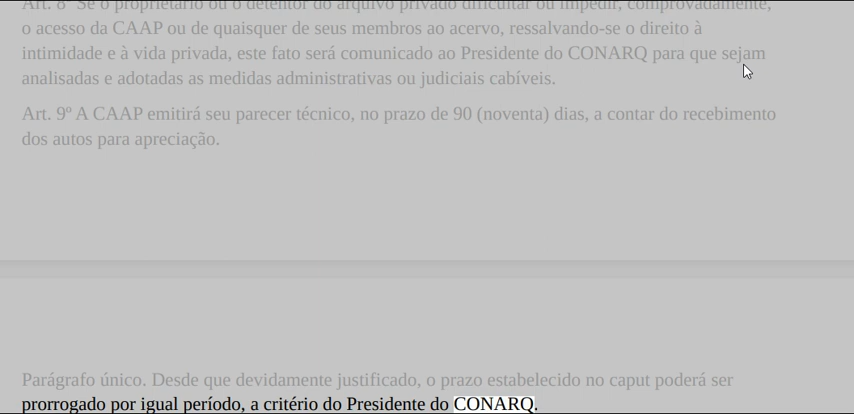 Art. 8º Se o proprietário ou o detentor do arquivo privado dificultar ou impedir, comprovadamente,
o acesso da CAAP ou de quaisquer de seus membros ao acervo, ressalvando-se o direito à
intimidade e à vida privada, este fato será comunicado ao Presidente do CONARQ para que sejam
analisadas e adotadas as medidas administrativas ou judiciais cabíveis.
Art. 9º A CAAP emitirá seu parecer técnico, no prazo de 90 (noventa) dias, a contar do recebimento
dos autos para apreciação.
Parágrafo único. Desde que devidamente justificado, o prazo estabelecido no caput poderá ser
prorrogado por igual período, a critério do Presidente do CONARQ.